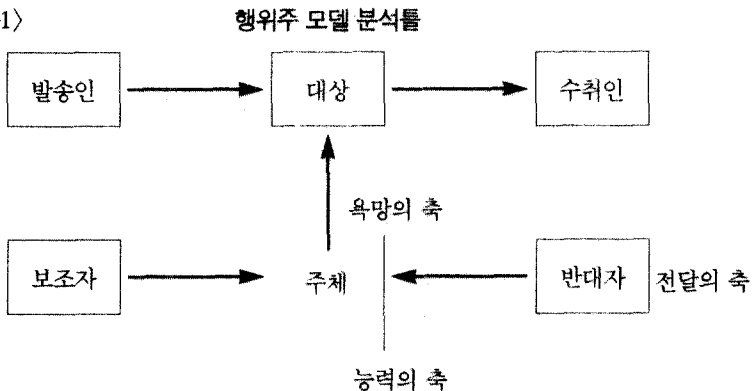 1〉 행위주 모델 분석틀
발송인 대상 수취인
욕망의 축
보조자 주체 반대자 전달의 축
능력의 축